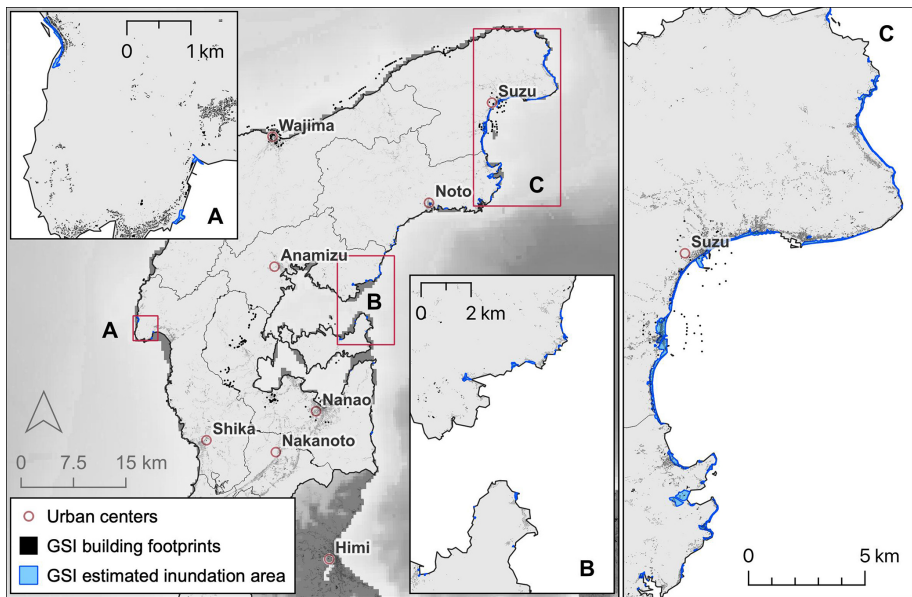 0 1 km
A
Wajima
Suzu
C
Noto
Anamizu
B
A
Nanao
Shika
Nakanoto
0 7.5 15 km
Himi
Urban centers
GSI building footprints
GSI estimated inundation area
0 2 km
B
C
Suzu
0 5 km